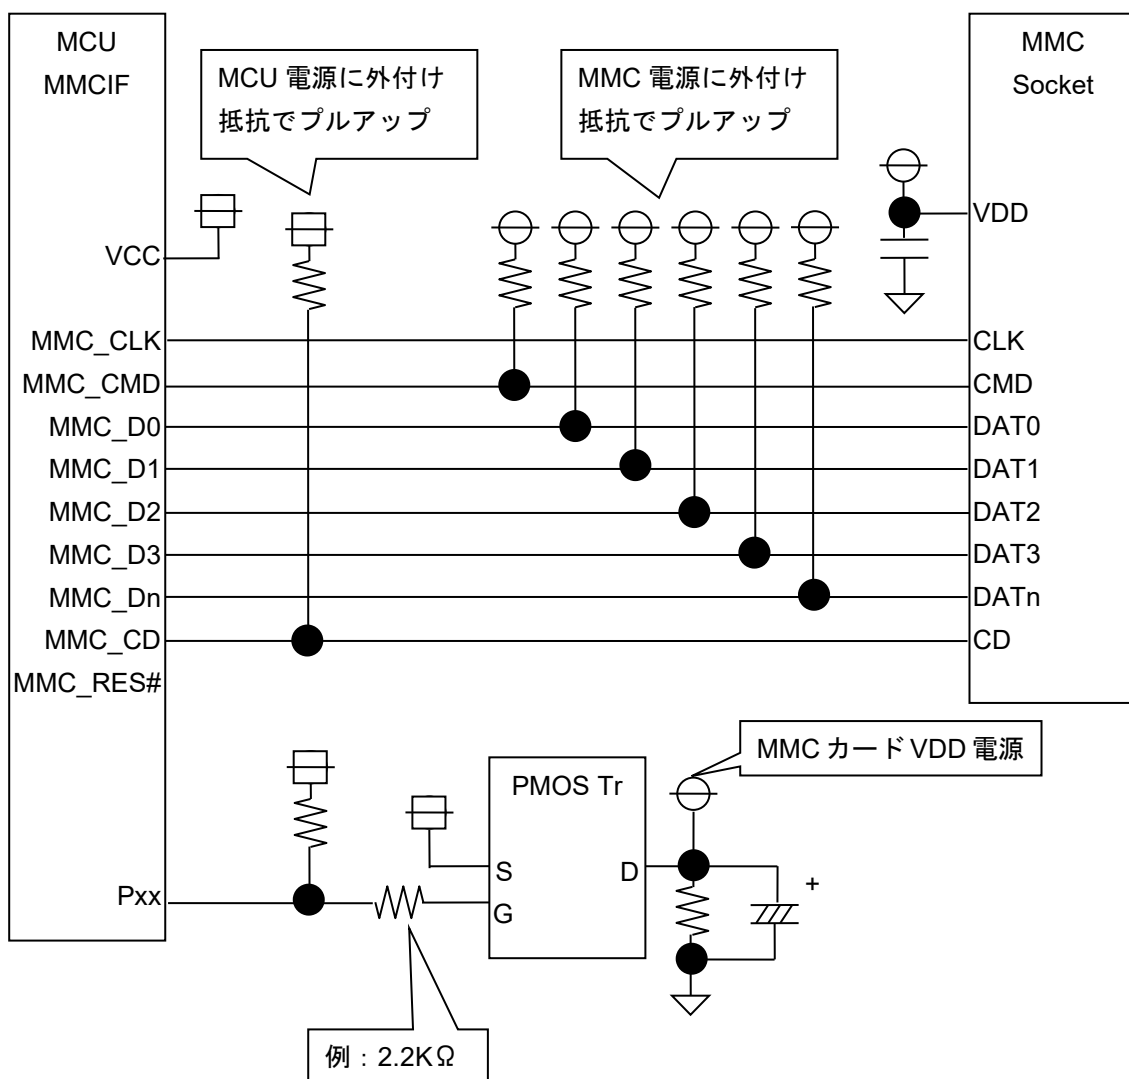 MCU
MMCIF
MMC
Socket
MCU 電源に外付け
抵抗でプルアップ
MMC 電源に外付け
抵抗でプルアップ
VCC
VDD
MMC_CLK
CLK
MMC_CMD
CMD
MMC_D0
DAT0
MMC_D1
DAT1
MMC_D2
DAT2
MMC_D3
DAT3
MMC_Dn
DATn
MMC_CD
CD
MMC_RES#
MMC カード VDD 電源
PMOS Tr
S
D
G
+
Pxx
例：2.2KΩ